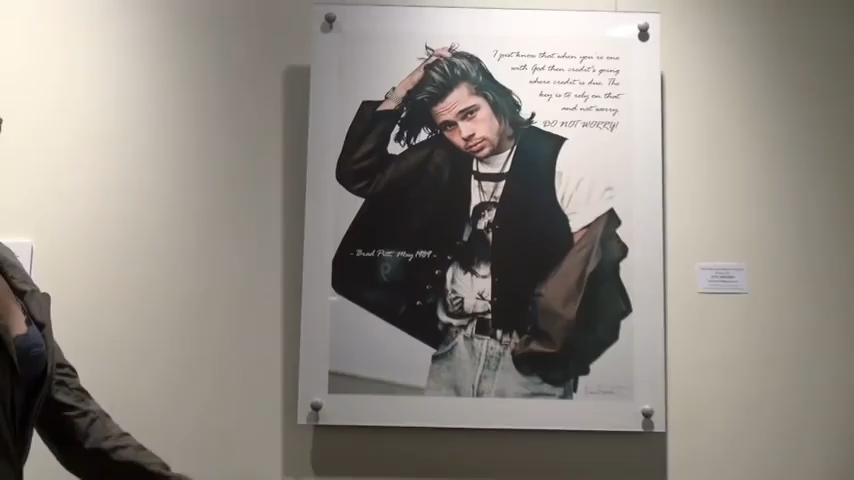 I just know that when you're one
with God then credit's going
where credit is due. The
key is to rely on that
and not worry.
DO NOT WORRY!
- Brad Pitt, May 1989 -